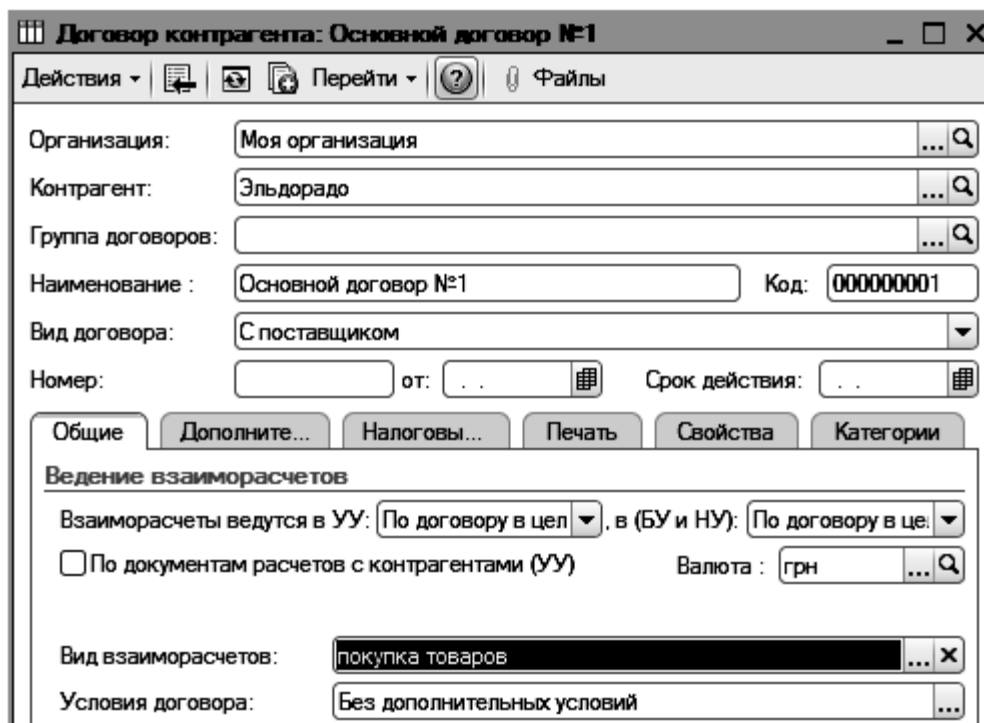 Договор контрагента: Основной договор №1
Действия Перейти Файлы
Организация: Моя организация ...
Контрагент: Эльдорадо ...
Группа договоров: ...
Наименование : Основной договор №1 Код: 000000001
Вид договора: С поставщиком
Номер: от: . . Срок действия: . .
Общие Дополните... Налоговы... Печать Свойства Категории
Ведение взаиморасчетов
Взаиморасчеты ведутся в УУ: По договору в цел , в (БУ и НУ): По договору в це
По документам расчетов с контрагентами (УУ) Валюта : грн ...
Вид взаиморасчетов: покупка товаров ...
Условия договора: Без дополнительных условий ...